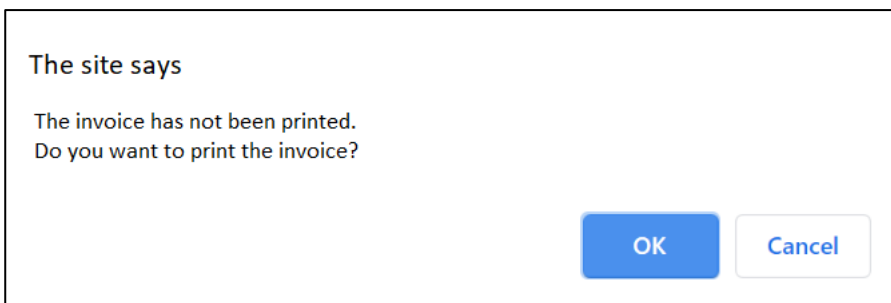 The site says
The invoice has not been printed.
Do you want to print the invoice?
OK
Cancel